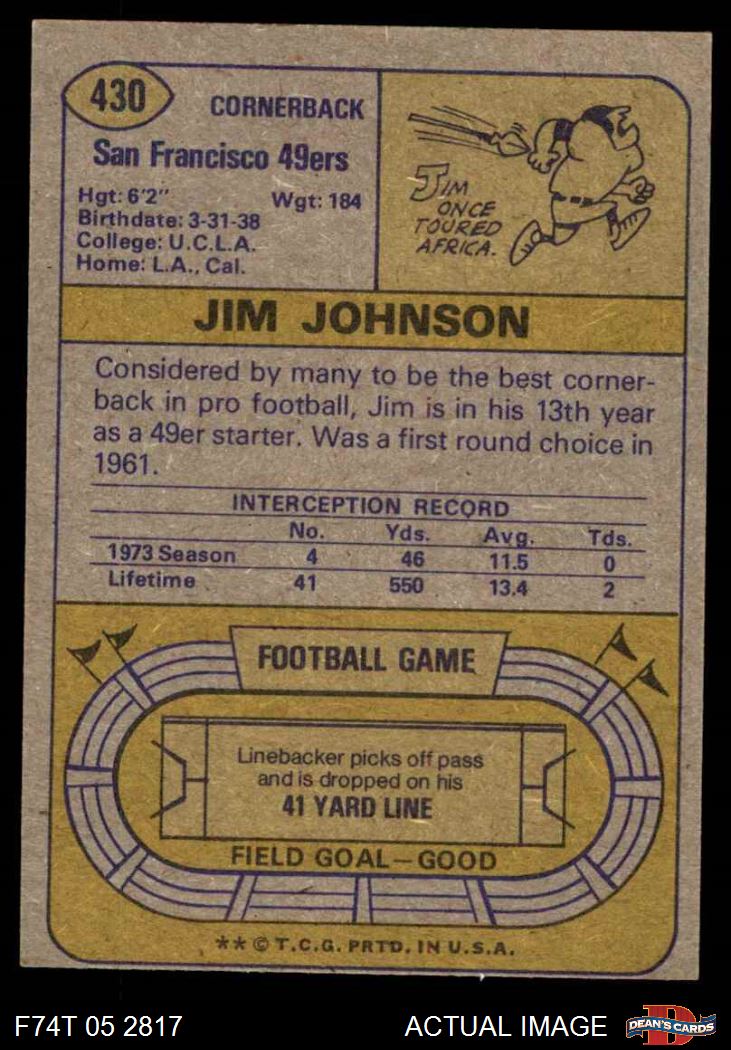 430
CORNERBACK
San Francisco 49ers
Hgt: 6'2" Wgt: 184
Birthdate: 3-31-38
College: U.C.L.A.
Home: L.A., Cal.
JIM
ONCE
TOURED
AFRICA.
JIM JOHNSON
Considered by many to be the best corner-
back in pro football, Jim is in his 13th year
as a 49er starter. Was a first round choice in
1961.
INTERCEPTION RECORD
No. Yds. Avg. Tds.
1973 Season 4 46 11.5 0
Lifetime 41 550 13.4 2
FOOTBALL GAME
Linebacker picks off pass
and is dropped on his
41 YARD LINE
FIELD GOAL—GOOD
** © T.C.G. PRTD. IN U.S.A.
F74T 05 2817 ACTUAL IMAGE
D
DEAN'S CARDS